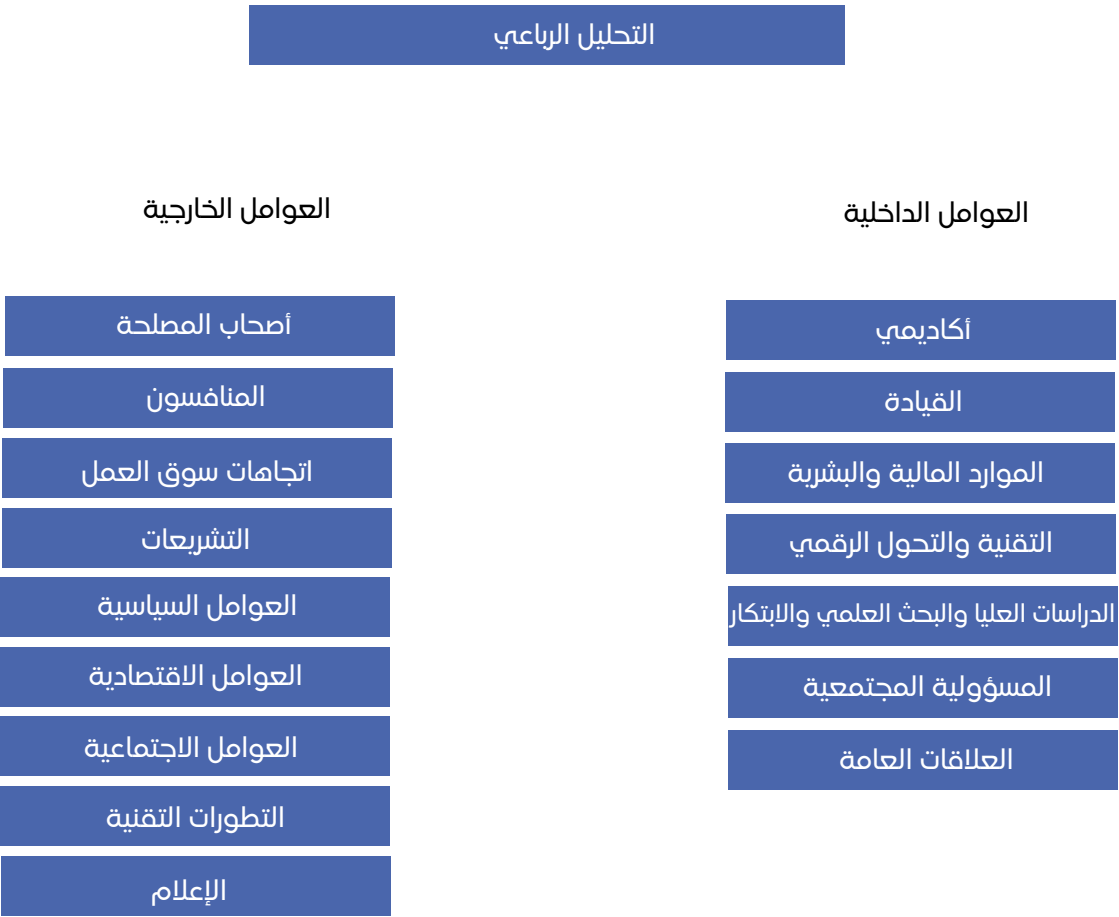 التحليل الرباعي
العوامل الداخلية
أكاديمي
القيادة
الموارد المالية والبشرية
التقنية والتحول الرقمي
الدراسات العليا والبحث العلمي والابتكار
المسؤولية المجتمعية
العلاقات العامة
العوامل الخارجية
أصحاب المصلحة
المنافسون
اتجاهات سوق العمل
التشريعات
العوامل السياسية
العوامل الاقتصادية
العوامل الاجتماعية
التطورات التقنية
الإعلام